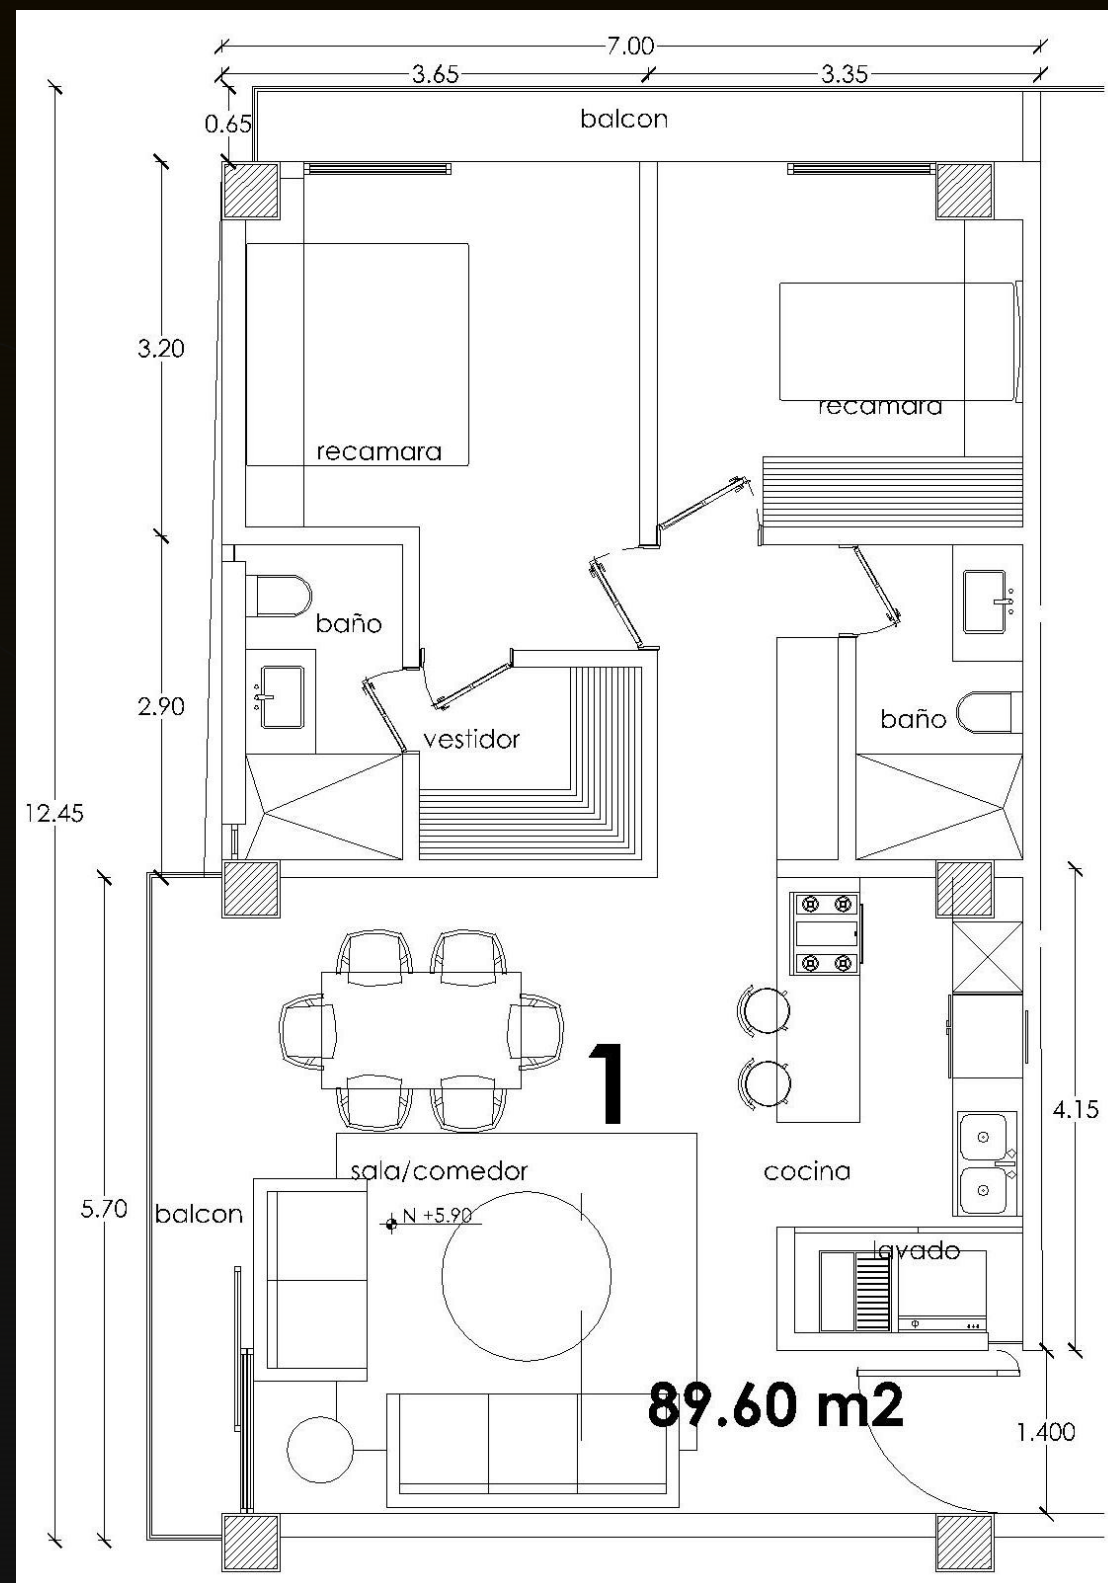 7.00
3.65
3.35
0.65
balcon
3.20
recamara
recamara
baño
2.90
baño
vestidor
12.45
1
4.15
sala/comedor
cocina
5.70
balcon
N +5.90
lavado
89.60 m2
1.400